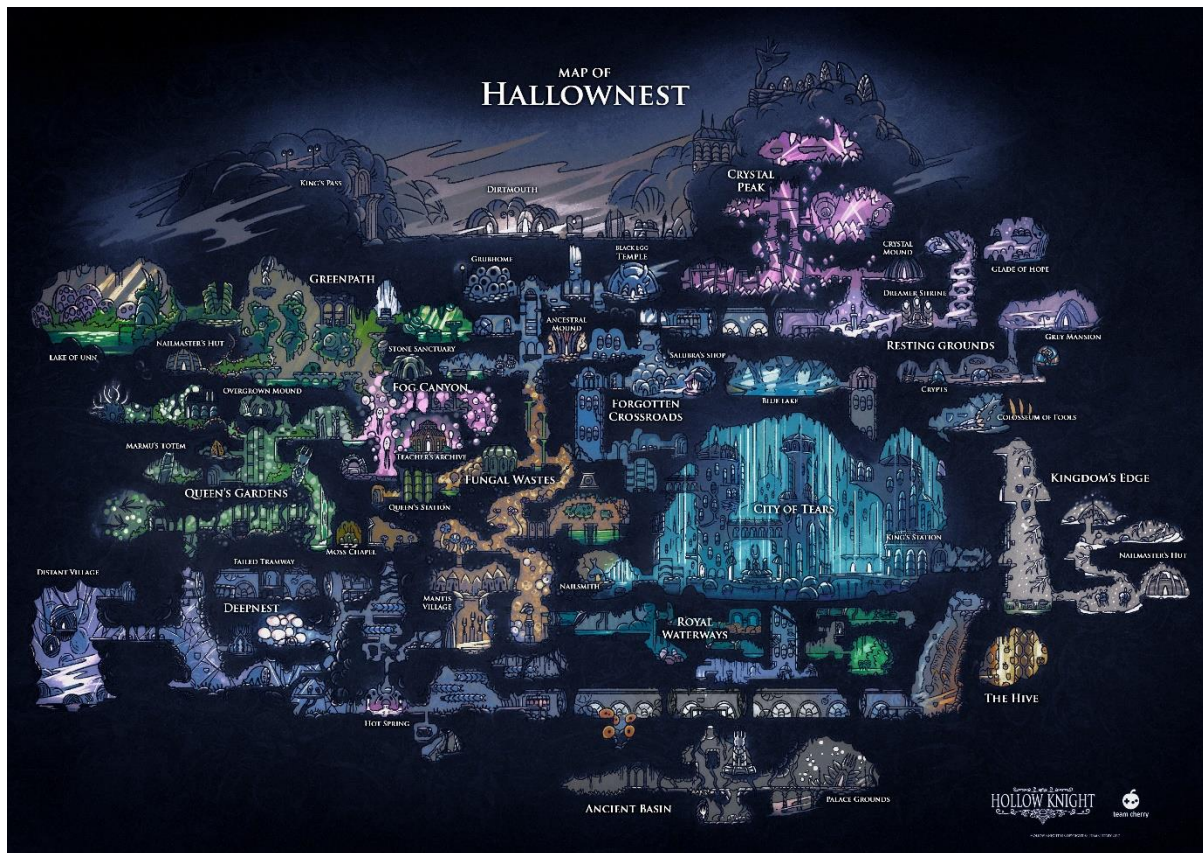 MAP OF
HALLOWNEST
KING'S PASS
DIRTMOUTH
CRYSTAL
PEAK
GRUBHOME
BLACK EGG
TEMPLE
CRYSTAL
MOUND
GLADE OF HOPE
GREENPATH
DREAMER SHRINE
ANCESTRAL
MOUND
LAKE OF UNN
NAILMASTER'S HUT
STONE SANCTUARY
SALUBRA'S SHOP
RESTING GROUNDS
GREY MANSION
OVERGROWN MOUND
FOG CANYON
FORGOTTEN
CROSSROADS
BLUE LAKE
CRYPTS
COLOSSEUM OF FOOLS
MARMU'S TOTEM
TEACHER'S ARCHIVE
QUEEN'S GARDENS
QUEEN'S STATION
FUNGAL WASTES
CITY OF TEARS
KING'S STATION
KINGDOM'S EDGE
MOSS CHAPEL
NAILMASTER'S HUT
DISTANT VILLAGE
FAILED TRAMWAY
DEEPNEST
MANTIS
VILLAGE
NAILSMITH
ROYAL
WATERWAYS
THE HIVE
HOT SPRING
ANCIENT BASIN
PALACE GROUNDS
HOLLOW KNIGHT
team cherry